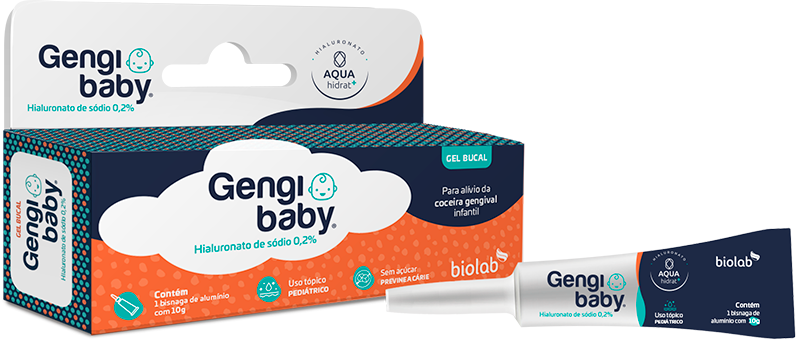 Gengi
baby®
Hialuronato de sódio 0,2%
HIALURONATO
AQUA
hidrat+
GEL BUCAL
Gengi
baby®
Hialuronato de sódio 0,2%
Gengi
baby®
Hialuronato de sódio 0,2%
GEL BUCAL
Para alívio da
coceira gengival
infantil
Contém
1 bisnaga de alumínio
com 10g
Uso tópico
PEDIÁTRICO
Sem açúcar
PREVINE A CÁRIE
biolab
Gengi
baby®
Hialuronato de sódio 0,2%
Uso tópico
PEDIÁTRICO
HIALURONATO
AQUA
hidrat+
biolab
Contém
1 bisnaga de
alumínio com 10g